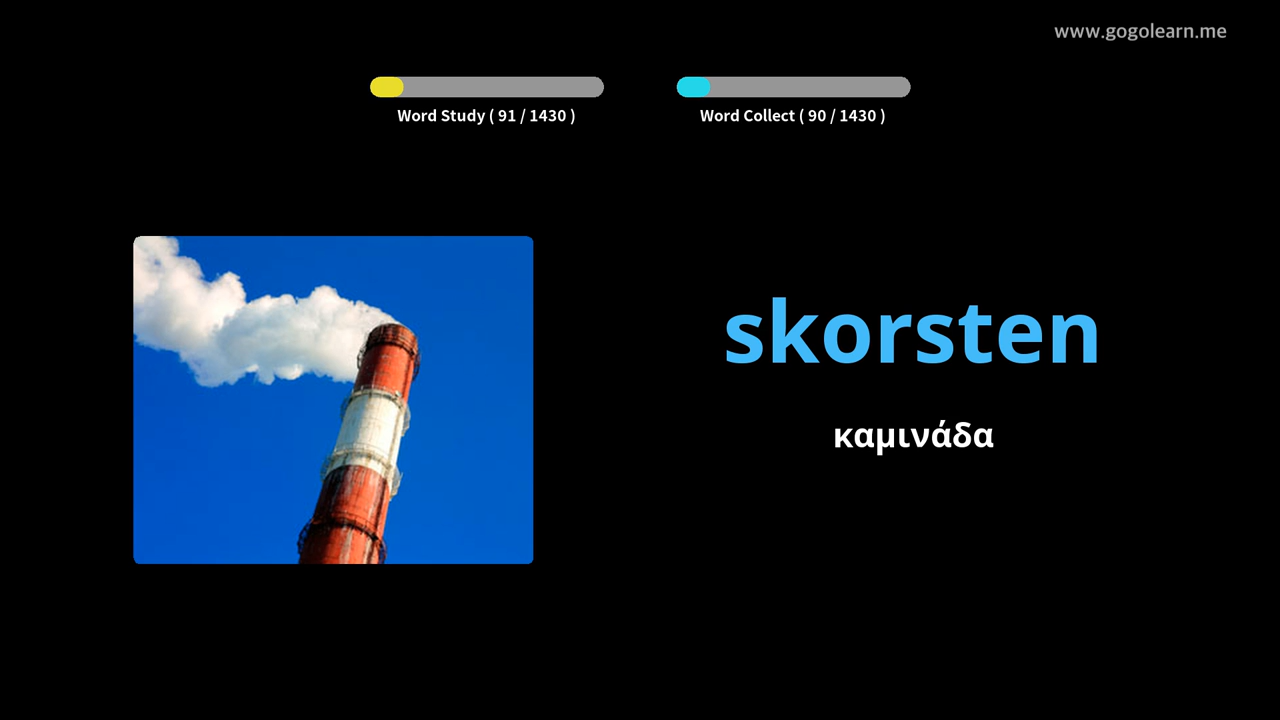 www.gogolearn.me
Word Study ( 91 / 1430 )
Word Collect ( 90 / 1430 )
skorsten
καμινάδα